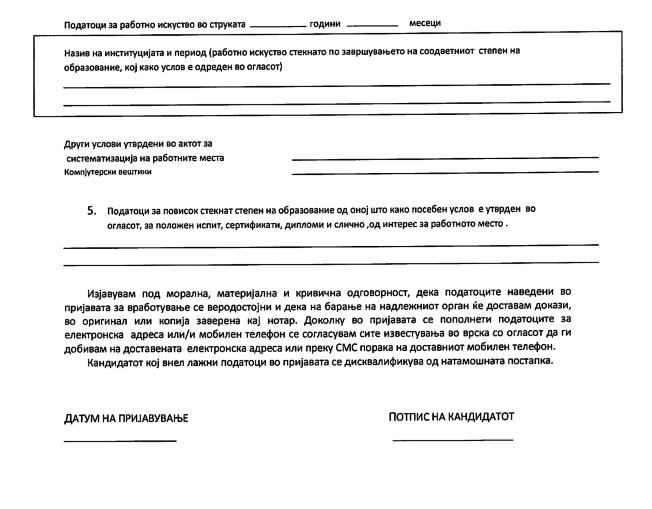 Податоци за работно искуство во струката __________ години __________ месеци
Назив на институцијата и период (работно искуство стекнато по завршувањето на соодветниот степен на
образование, кој како услов е одреден во огласот)
Други услови утврдени во актот за
систематизација на работните места
Компјутерски вештини
5. Податоци за повисок стекнат степен на образование од оној што како посебен услов е утврден во
огласот, за положен испит, сертификати, дипломи и слично ,од интерес за работното место .
Изјавувам под морална, материјална и кривична одговорност, дека податоците наведени во
пријавата за вработување се веродостојни и дека на барање на надлежниот орган ќе доставам докази,
во оригинал или копија заверена кај нотар. Доколку во пријавата се пополнети податоците за
електронска адреса или/и мобилен телефон се согласувам сите известувања во врска со огласот да ги
добивам на доставената електронска адреса или преку СМС порака на доставниот мобилен телефон.
Кандидатот кој внел лажни податоци во пријавата се дисквалификува од натамошната постапка.
ДАТУМ НА ПРИЈАВУВАЊЕ
ПОТПИС НА КАНДИДАТОТ